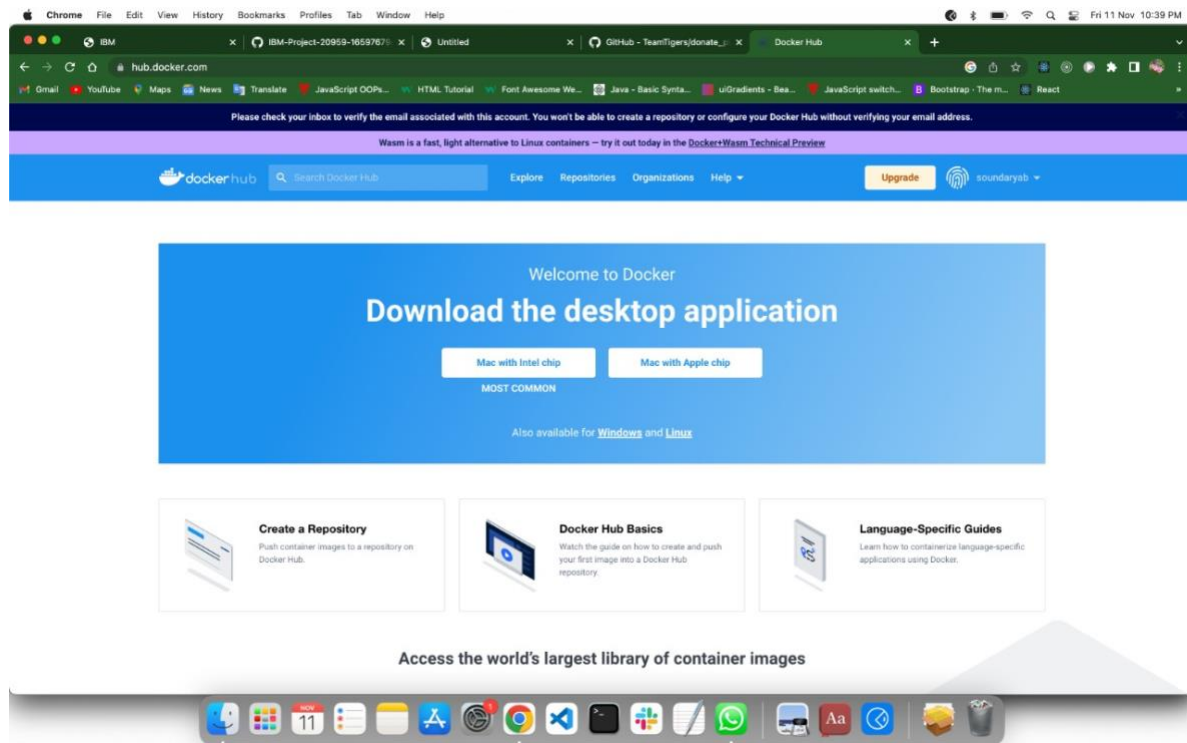 Chrome File Edit View History Bookmarks Profiles Tab Window Help Fri 11 Nov 10:39 PM
IBM IBM-Project-20959-16597679 Untitled GitHub - TeamTigers/donate_p Docker Hub
hub.docker.com
Gmail YouTube Maps News Translate JavaScript OOPs... HTML Tutorial Font Awesome We... Java - Basic Synta... uiGradients - Bea... JavaScript switch... Bootstrap · The m... React
Please check your inbox to verify the email associated with this account. You won't be able to create a repository or configure your Docker Hub without verifying your email address.
Wasm is a fast, light alternative to Linux containers — try it out today in the Docker+Wasm Technical Preview
docker hub Search Docker Hub Explore Repositories Organizations Help Upgrade soundaryab
Welcome to Docker
Download the desktop application
Mac with Intel chip Mac with Apple chip
MOST COMMON
Also available for Windows and Linux
Create a Repository
Push container images to a repository on
Docker Hub.
Docker Hub Basics
Watch the guide on how to create and push
your first image into a Docker Hub
repository.
Language-Specific Guides
Learn how to containerize language-specific
applications using Docker.
Access the world's largest library of container images
NOV
11
1
Aa